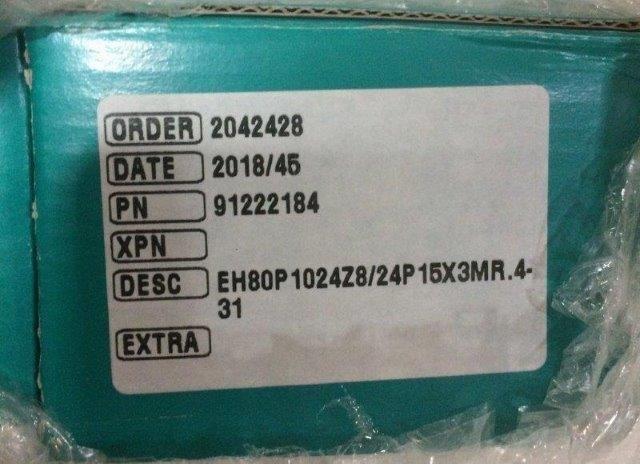 ORDER 2042428
DATE 2018/45
PN 91222184
XPN
DESC EH80P1024Z8/24P15X3MR.4-
31
EXTRA